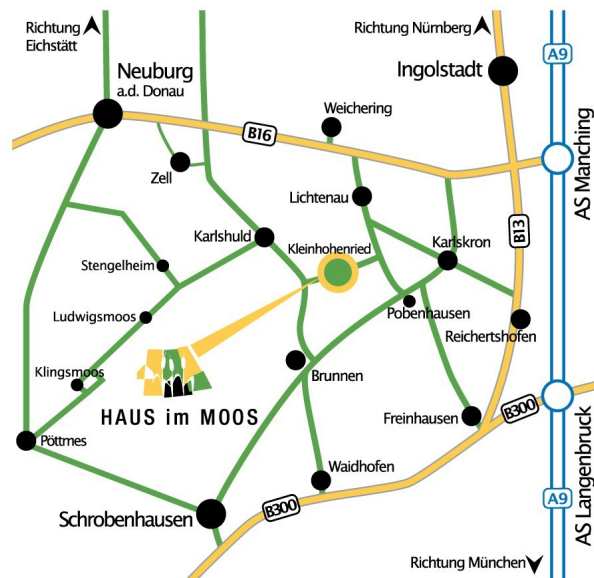 Richtung
Eichstätt
Richtung Nürnberg
A9
Neuburg
a.d. Donau
Ingolstadt
Weichering
B16
Zell
AS Manching
Lichtenau
B13
Karlshuld
Kleinhohenried
Karlskron
Stengelheim
Pobenhausen
Ludwigsmoos
Reichertshofen
Klingsmoos
Brunnen
HAUS im MOOS
Freinhausen
B300
Pöttmes
Waidhofen
AS Langenbruck
A9
B300
Schrobenhausen
Richtung München